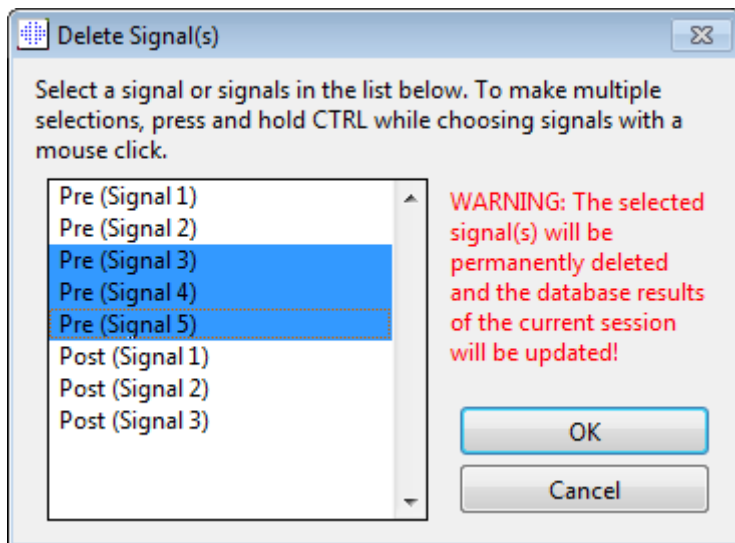 Delete Signal(s)
Select a signal or signals in the list below. To make multiple
selections, press and hold CTRL while choosing signals with a
mouse click.
Pre (Signal 1)
Pre (Signal 2)
Pre (Signal 3)
Pre (Signal 4)
Pre (Signal 5)
Post (Signal 1)
Post (Signal 2)
Post (Signal 3)
WARNING: The selected
signal(s) will be
permanently deleted
and the database results
of the current session
will be updated!
OK
Cancel